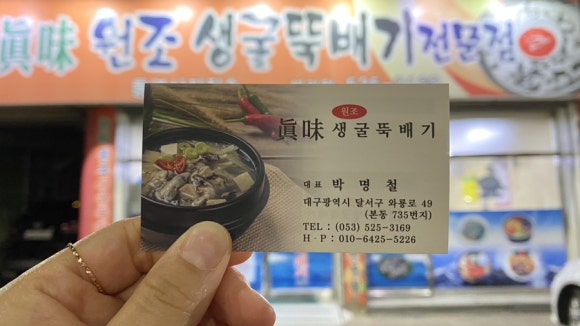 眞味 원조 생굴뚝배기전문점
원조
眞味 생굴뚝배기
대표 박명철
대구광역시 달서구 와룡로 49
(본동 735번지)
TEL : (053) 525-3169
H · P : 010-6425-5226